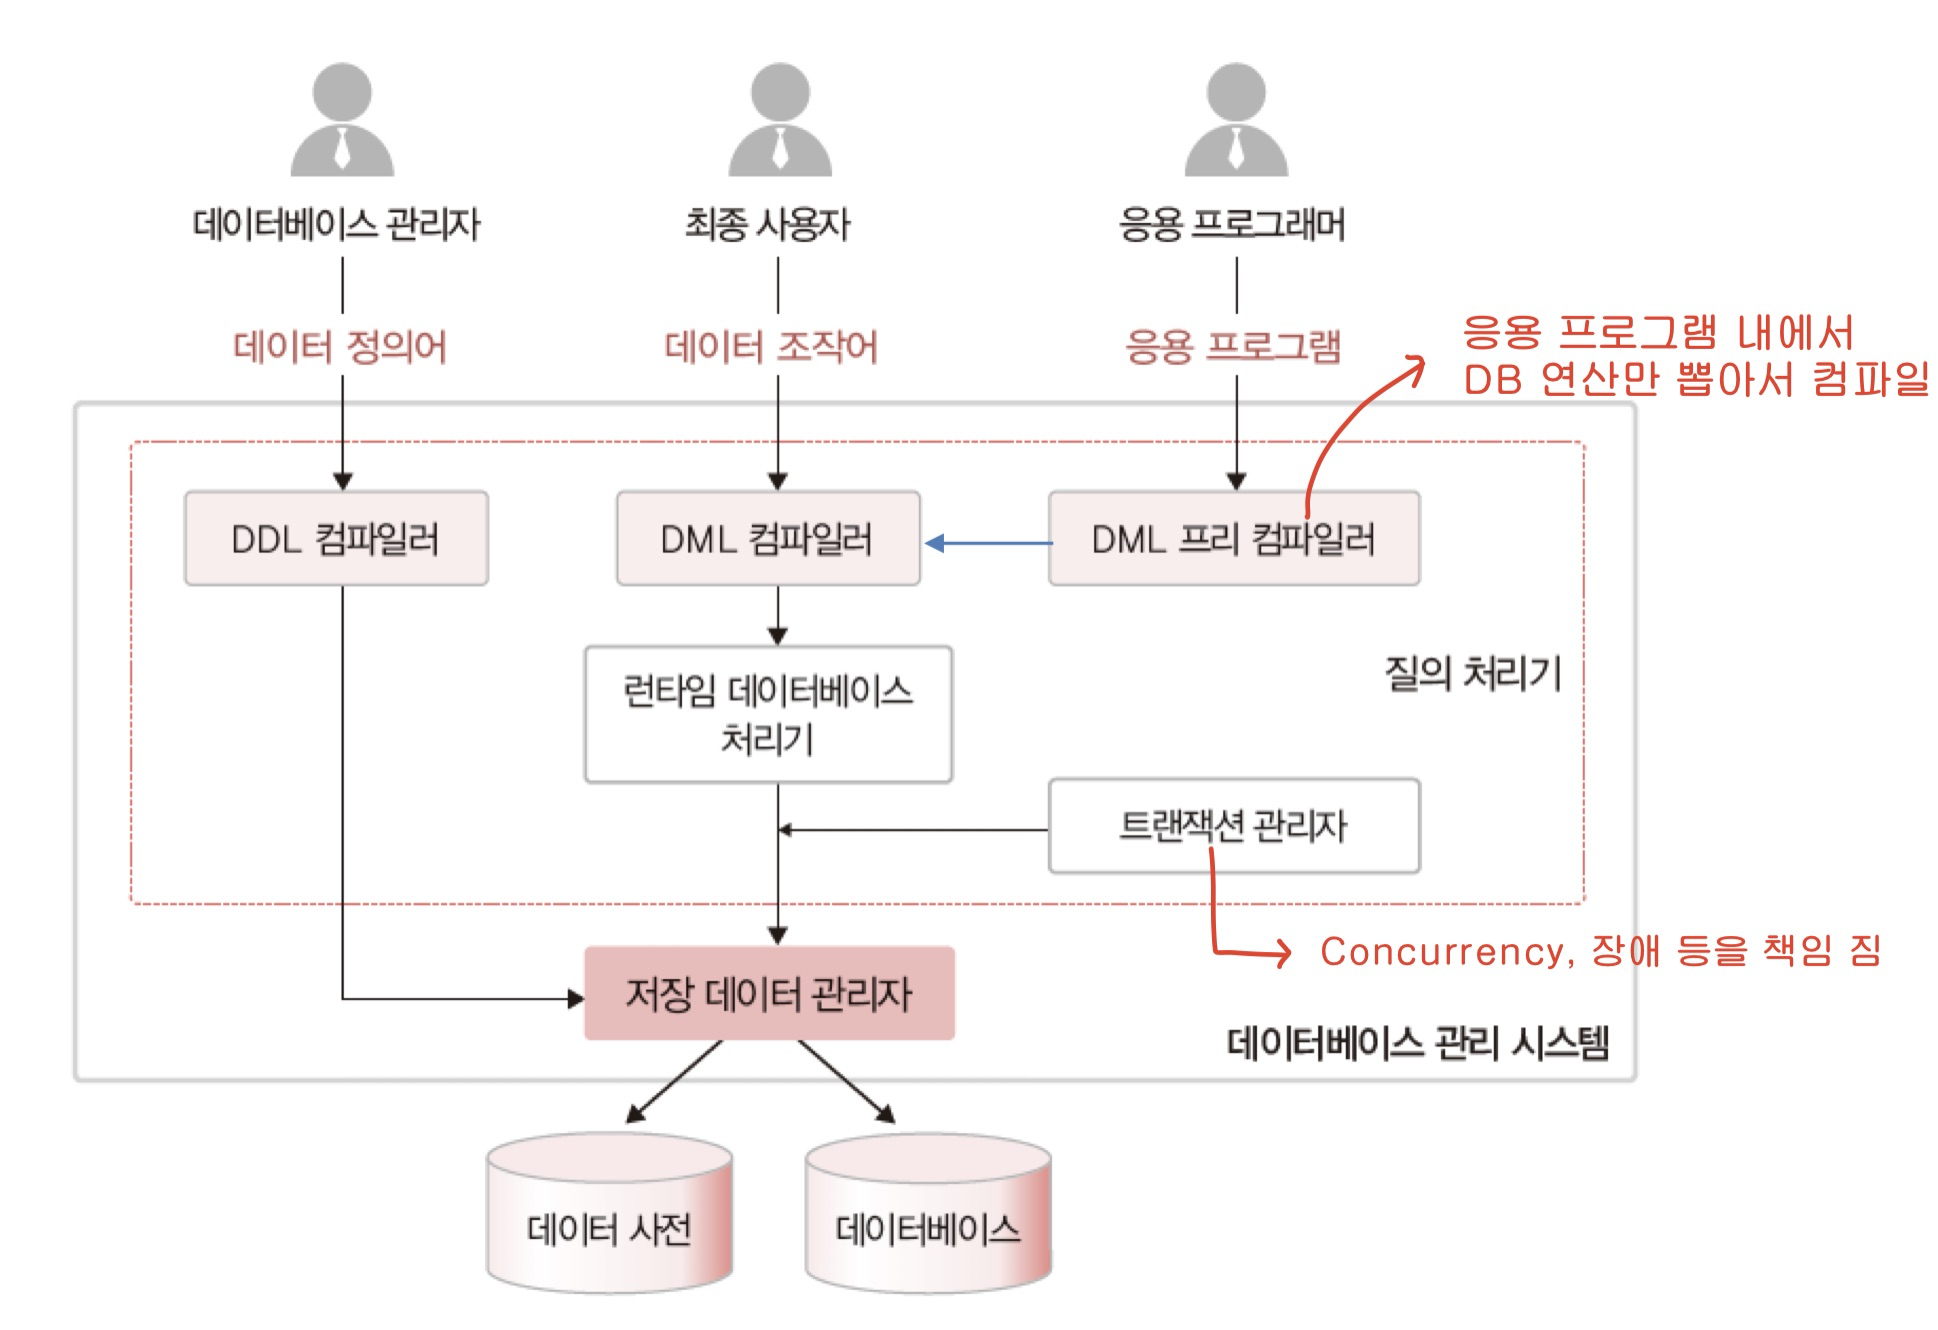 데이터베이스 관리자
최종 사용자
응용 프로그래머
데이터 정의어
데이터 조작어
응용 프로그램
응용 프로그램 내에서
DB 연산만 뽑아서 컴파일
DDL 컴파일러
DML 컴파일러
DML 프리 컴파일러
런타임 데이터베이스
처리기
질의 처리기
트랜잭션 관리자
Concurrency, 장애 등을 책임 짐
저장 데이터 관리자
데이터베이스 관리 시스템
데이터 사전
데이터베이스